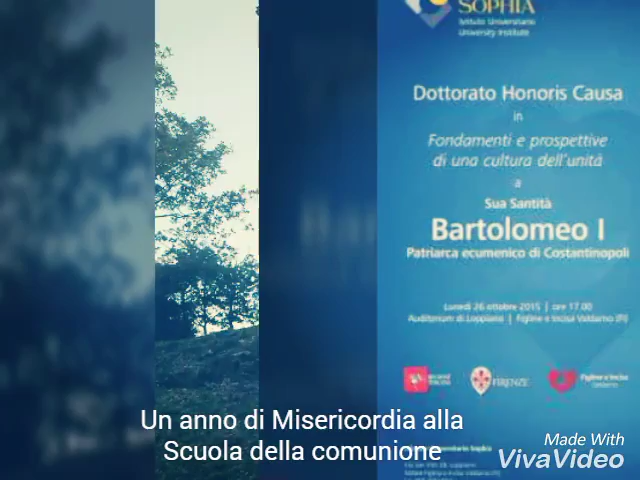 SOPHIA
Istituto Universitario
University Institute
Dottorato Honoris Causa
in
Fondamenti e prospettive
di una cultura dell'unità
a
Sua Santità
Bartolomeo I
Patriarca ecumenico di Costantinopoli
Lunedì 26 ottobre 2015 | ore 17.00
Auditorium di Loppiano | Figline e Incisa Valdarno (FI)
FIRENZE
Figline e Incisa
Un anno di Misericordia alla
Scuola della comunione
Made With
VivaVideo